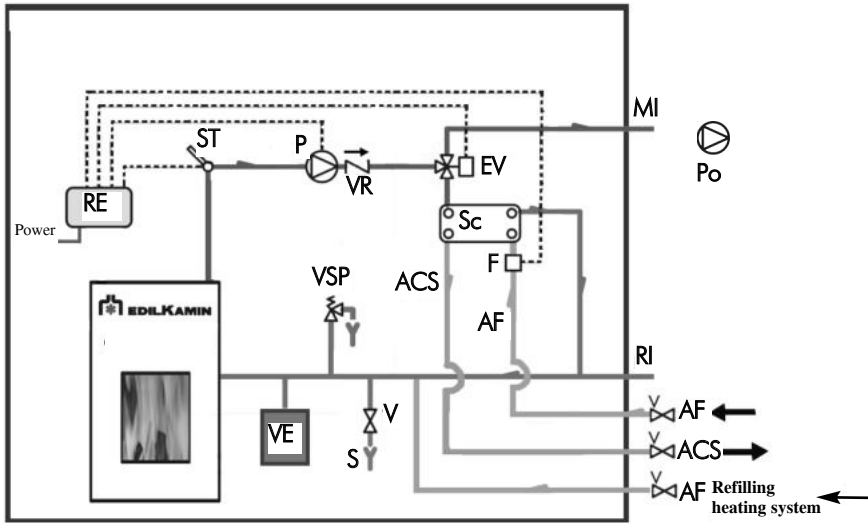 MI
ST
P
VR
EV
Po
RE
Sc
Power
F
VSP
ACS
AF
EDILKAMIN
RI
V
VE
S
V
AF
V
ACS
V
AF Refilling
heating system